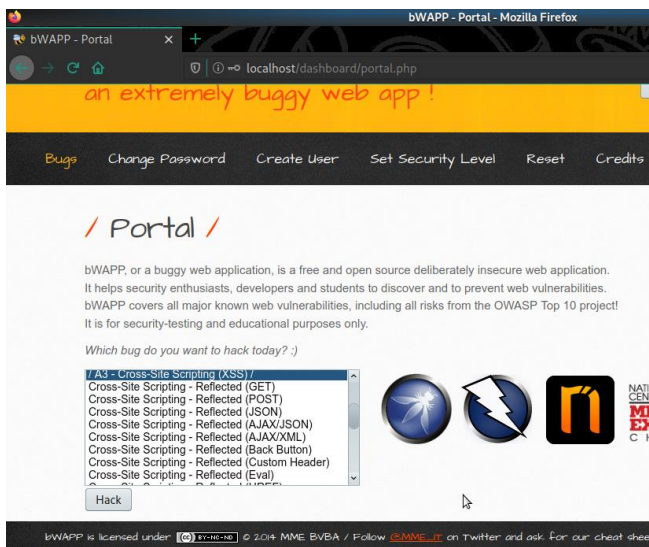 bWAPP - Portal - Mozilla Firefox
bWAPP - Portal
localhost/dashboard/portal.php
an extremely buggy web app !
Bugs Change Password Create User Set Security Level Reset Credits
/ Portal /
bWAPP, or a buggy web application, is a free and open source deliberately insecure web application.
It helps security enthusiasts, developers and students to discover and to prevent web vulnerabilities.
bWAPP covers all major known web vulnerabilities, including all risks from the OWASP Top 10 project!
It is for security-testing and educational purposes only.
Which bug do you want to hack today? :)
/ A3 - Cross-Site Scripting (XSS) /
Cross-Site Scripting - Reflected (GET)
Cross-Site Scripting - Reflected (POST)
Cross-Site Scripting - Reflected (JSON)
Cross-Site Scripting - Reflected (AJAX/JSON)
Cross-Site Scripting - Reflected (AJAX/XML)
Cross-Site Scripting - Reflected (Back Button)
Cross-Site Scripting - Reflected (Custom Header)
Cross-Site Scripting - Reflected (Eval)
Hack
bWAPP is licensed under cc BY-NC-ND © 2014 MME BVBA / Follow @MME_IT on Twitter and ask for our cheat